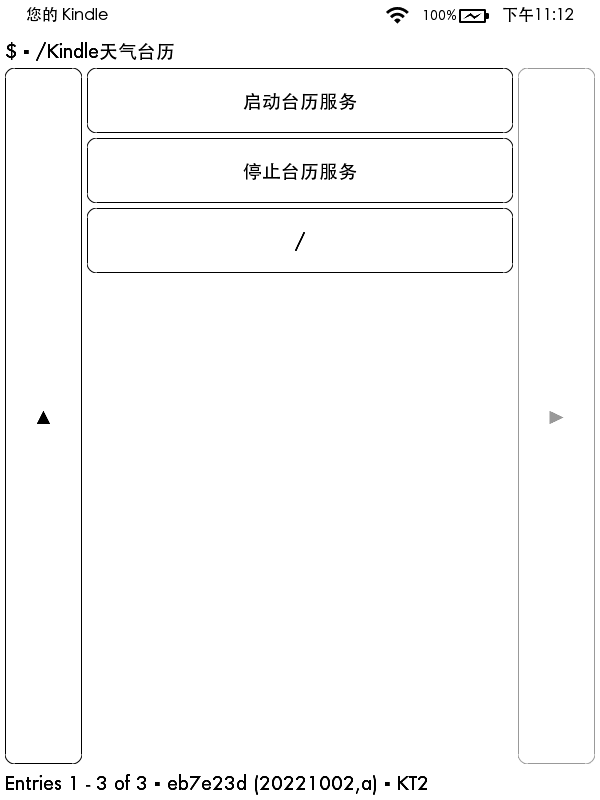 您的 Kindle 100% 下午11:12
$ ▪ /Kindle天气台历
启动台历服务
停止台历服务
/
Entries 1 - 3 of 3 ▪ eb7e23d (20221002,a) ▪ KT2